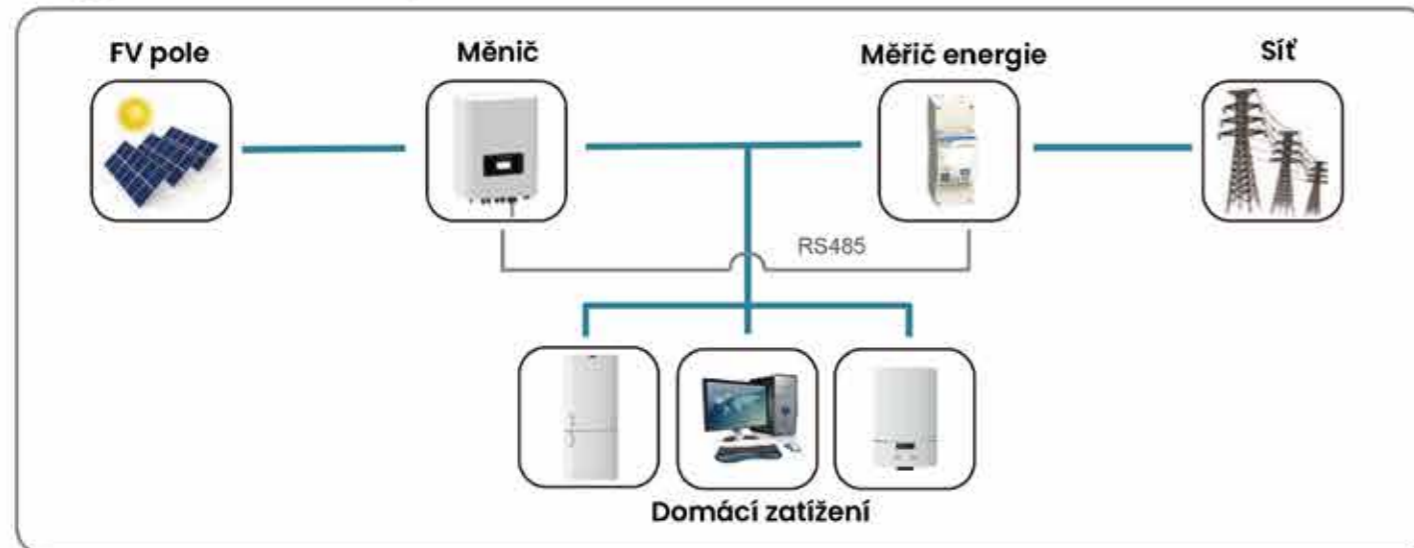 FV pole
Měnič
Měřič energie
Síť
RS485
Domácí zatížení